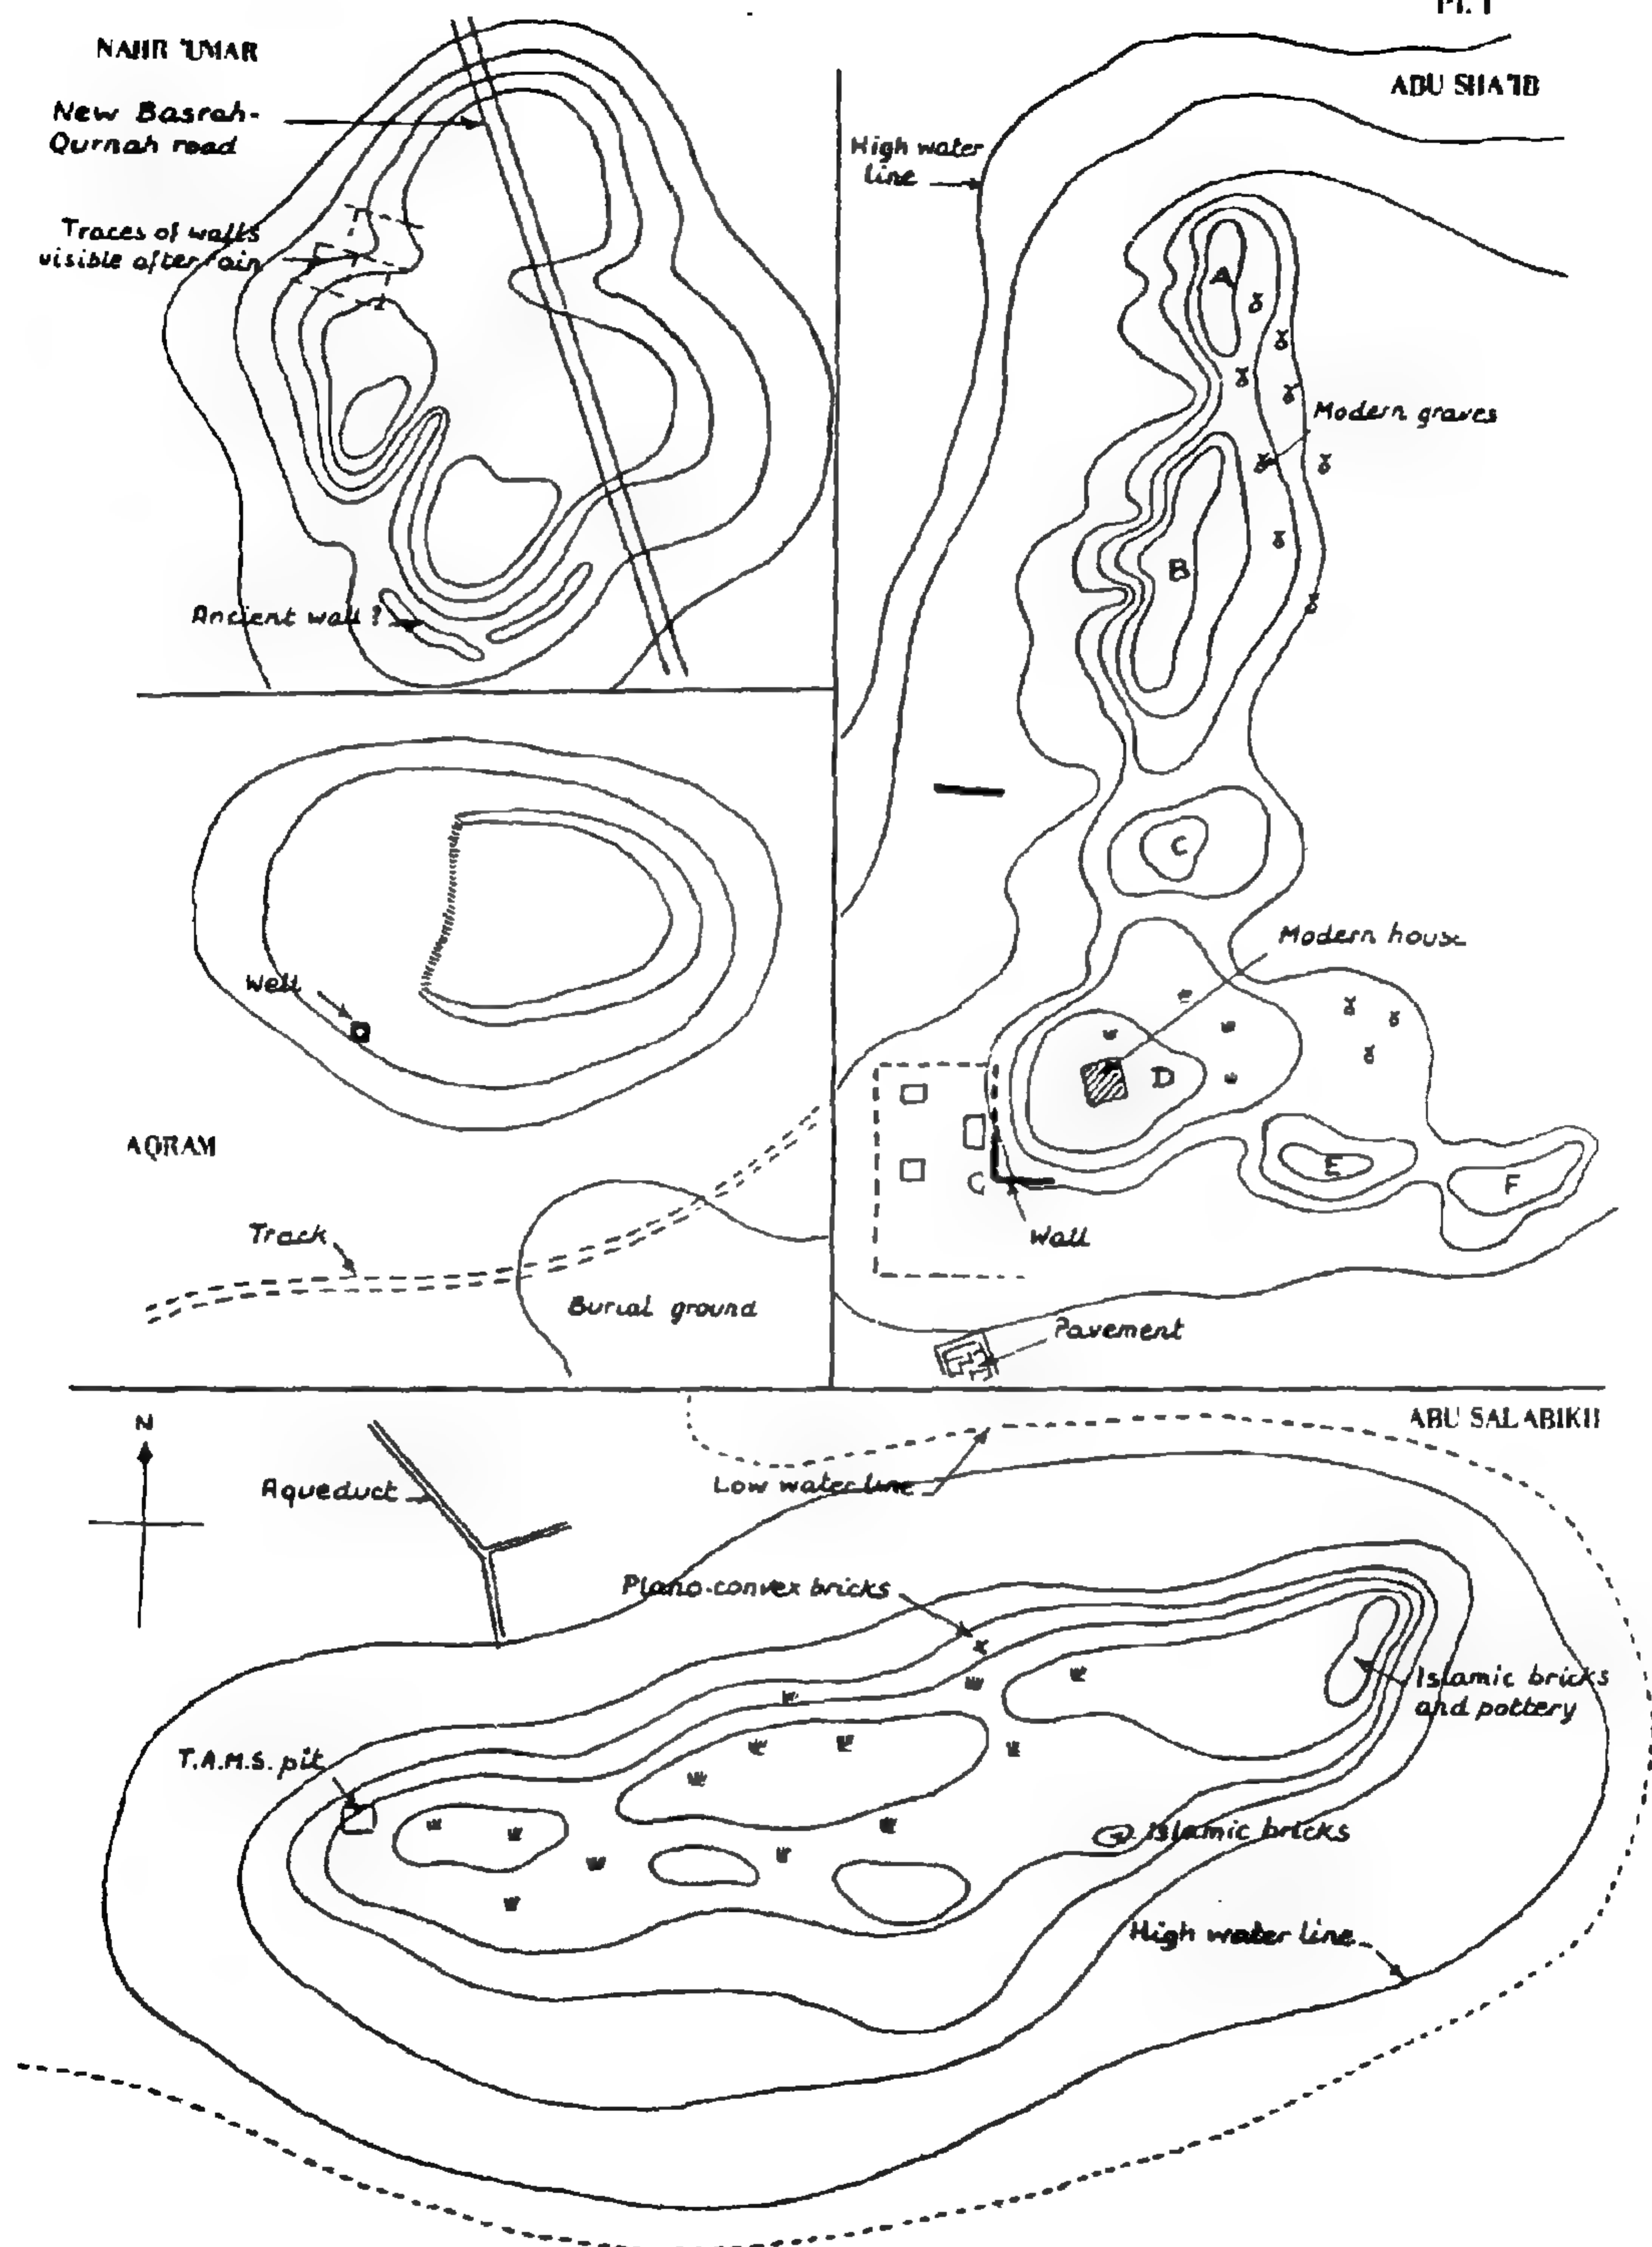 Pl. 1
NAHR 'UMAR
New Basrah-
Qurnah road
Traces of walls
visible after rain
Ancient wall?
ABU SHA'IB
High water
line
A
Modern graves
B
C
Modern house
D
E
F
G
Wall
Pavement
Well
AQRAM
Track
Burial ground
ABU SALABIKH
N
Aqueduct
Low water line
Plano-convex bricks
Islamic bricks
and pottery
T.A.M.S. pit
Islamic bricks
High water line